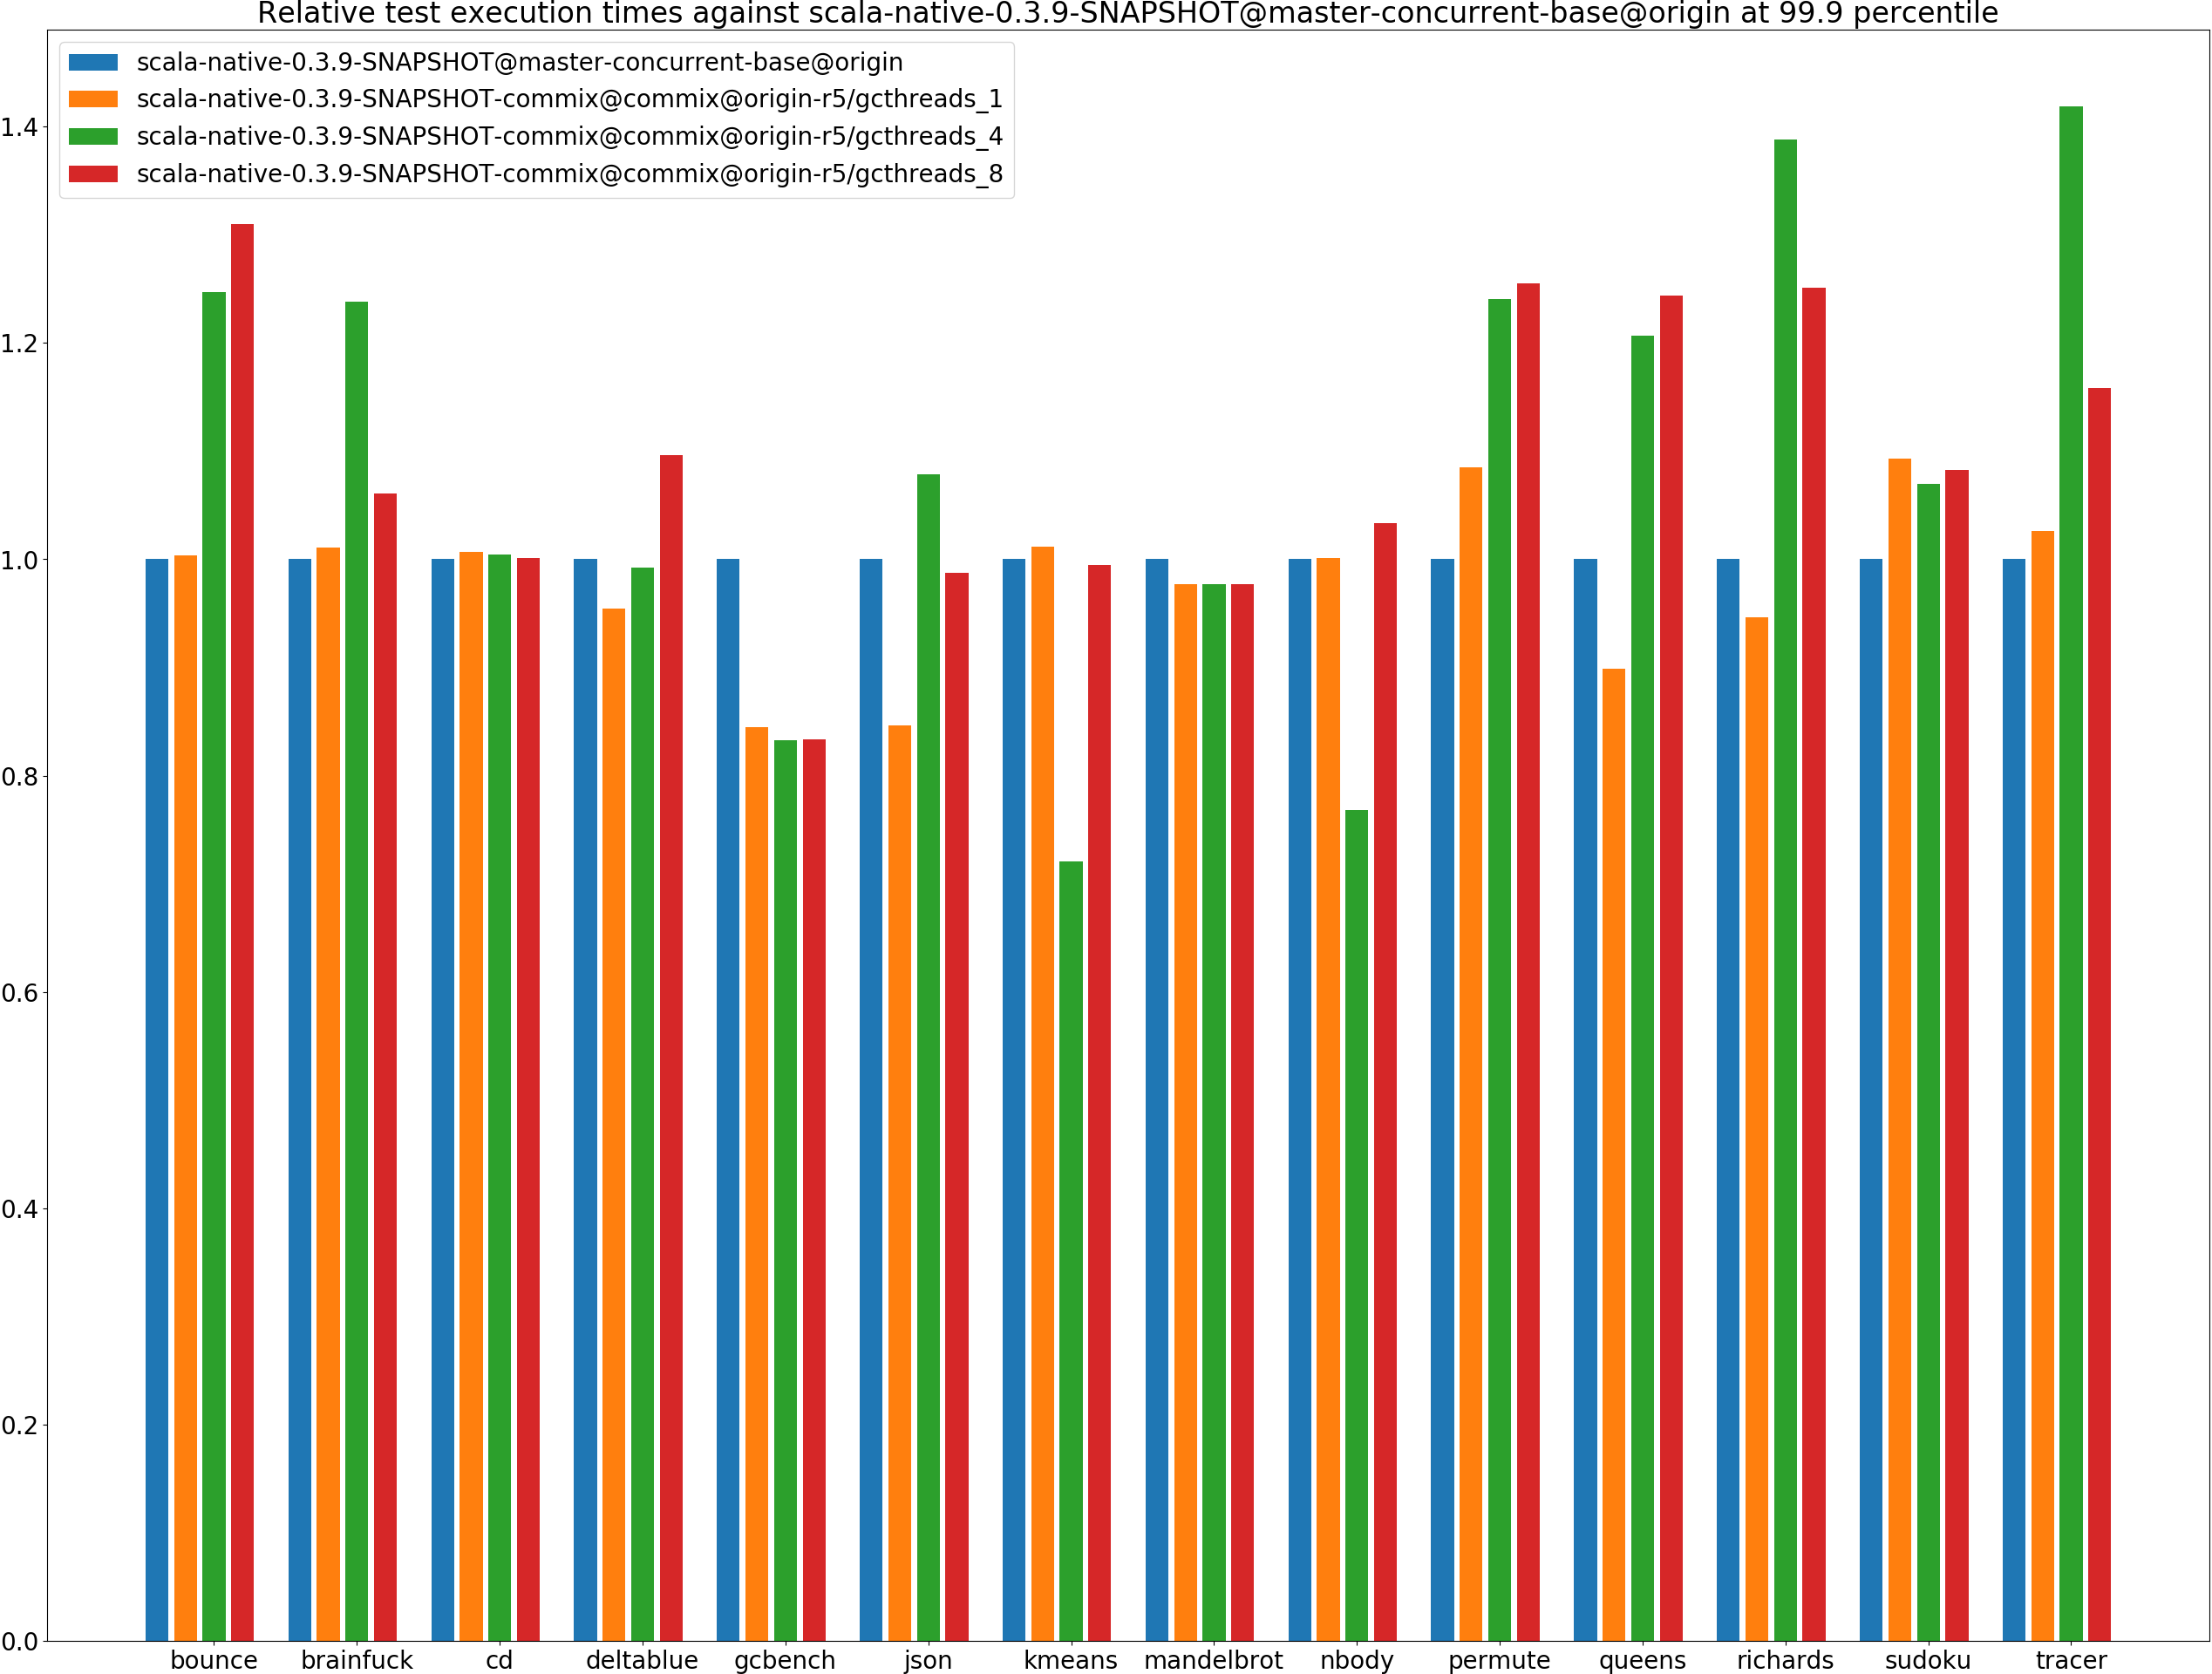 Relative test execution times against scala-native-0.3.9-SNAPSHOT@master-concurrent-base@origin at 99.9 percentile
scala-native-0.3.9-SNAPSHOT@master-concurrent-base@origin
scala-native-0.3.9-SNAPSHOT-commix@commix@origin-r5/gcthreads_1
scala-native-0.3.9-SNAPSHOT-commix@commix@origin-r5/gcthreads_4
scala-native-0.3.9-SNAPSHOT-commix@commix@origin-r5/gcthreads_8
1.4
1.2
1.0
0.8
0.6
0.4
0.2
0.0
bounce brainfuck cd deltablue gcbench json kmeans mandelbrot nbody permute queens richards sudoku tracer